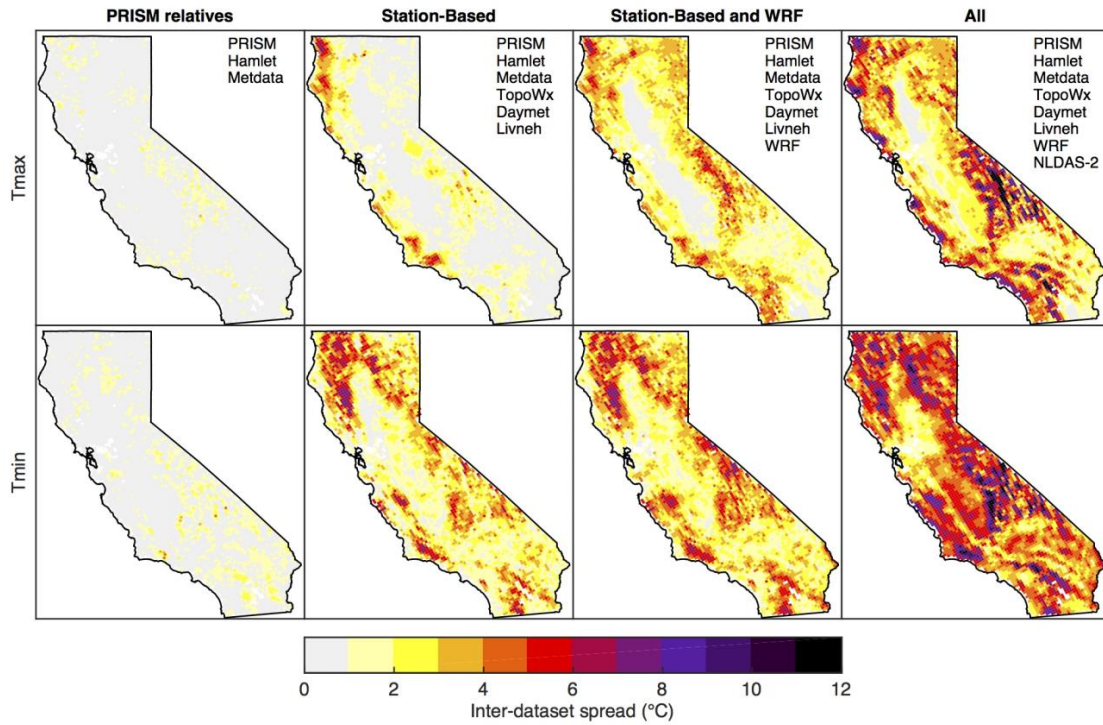 PRISM relatives
Station-Based
Station-Based and WRF
All
Tmax
PRISM
Hamlet
Metdata
PRISM
Hamlet
Metdata
TopoWx
Daymet
Livneh
PRISM
Hamlet
Metdata
TopoWx
Daymet
Livneh
WRF
PRISM
Hamlet
Metdata
TopoWx
Daymet
Livneh
WRF
NLDAS-2
Tmin
0 2 4 6 8 10 12
Inter-dataset spread (°C)